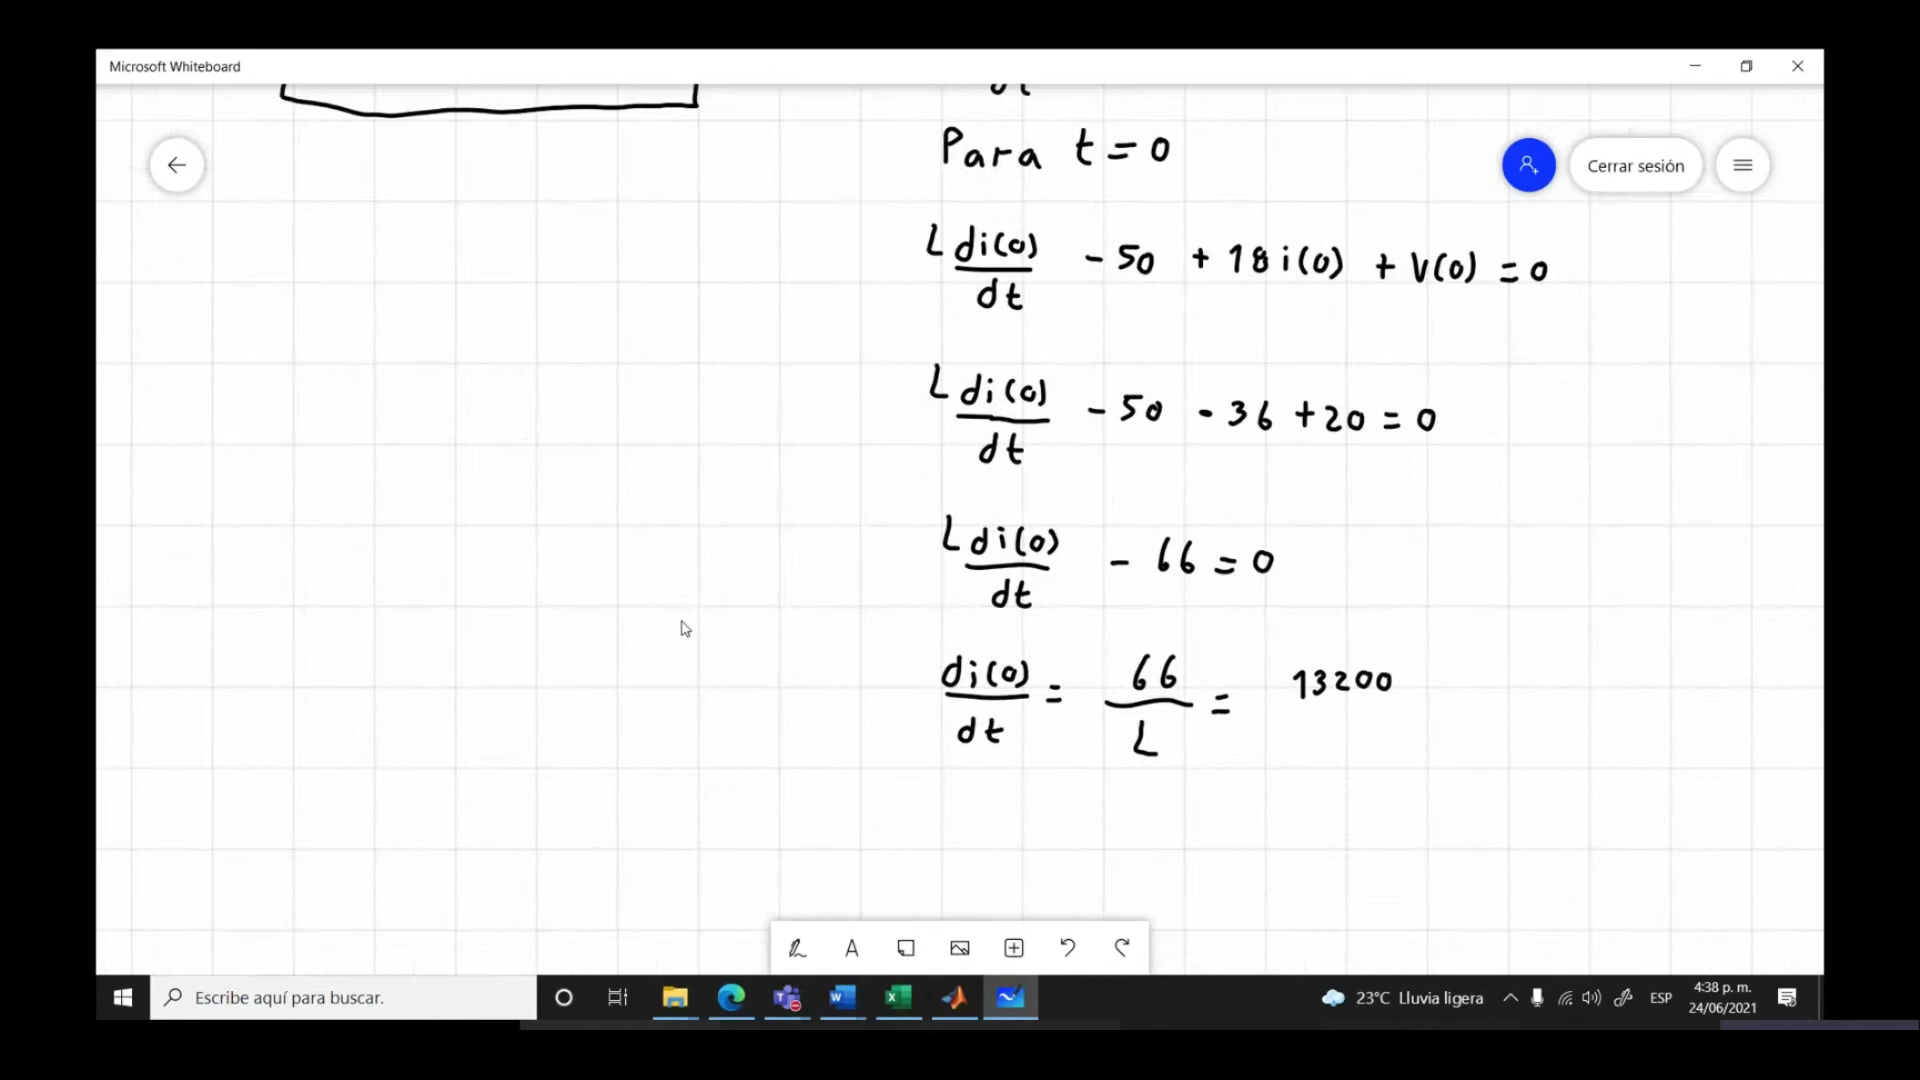 Microsoft Whiteboard
dt
Para t = 0
L di(0)/dt - 50 + 18 i(0) + V(0) = 0
L di(0)/dt - 50 - 36 + 20 = 0
L di(0)/dt - 66 = 0
di(0)/dt = 66/L = 13200
Cerrar sesión
Escribe aquí para buscar.
23°C Lluvia ligera
ESP
4:38 p. m.
24/06/2021